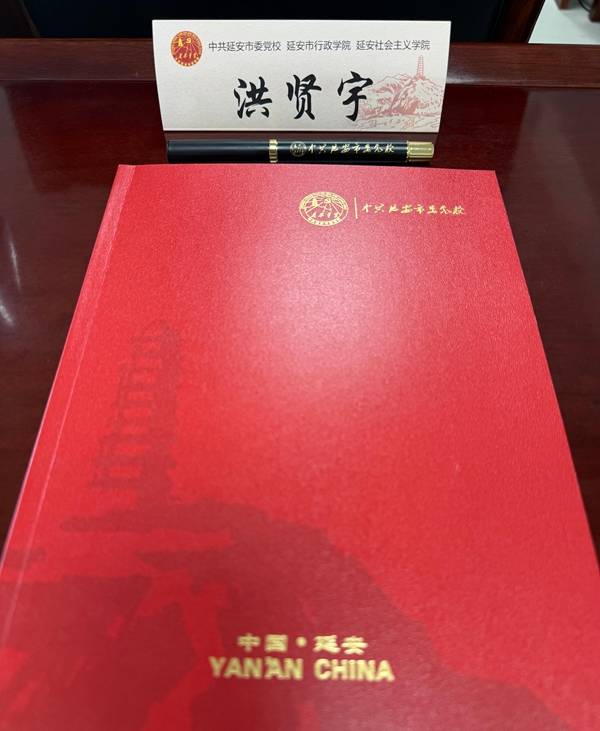 中共延安市委党校 延安市行政学院 延安社会主义学院
洪贤宇
中共延安市委党校
中共延安市委党校
中国·延安
YAN'AN CHINA